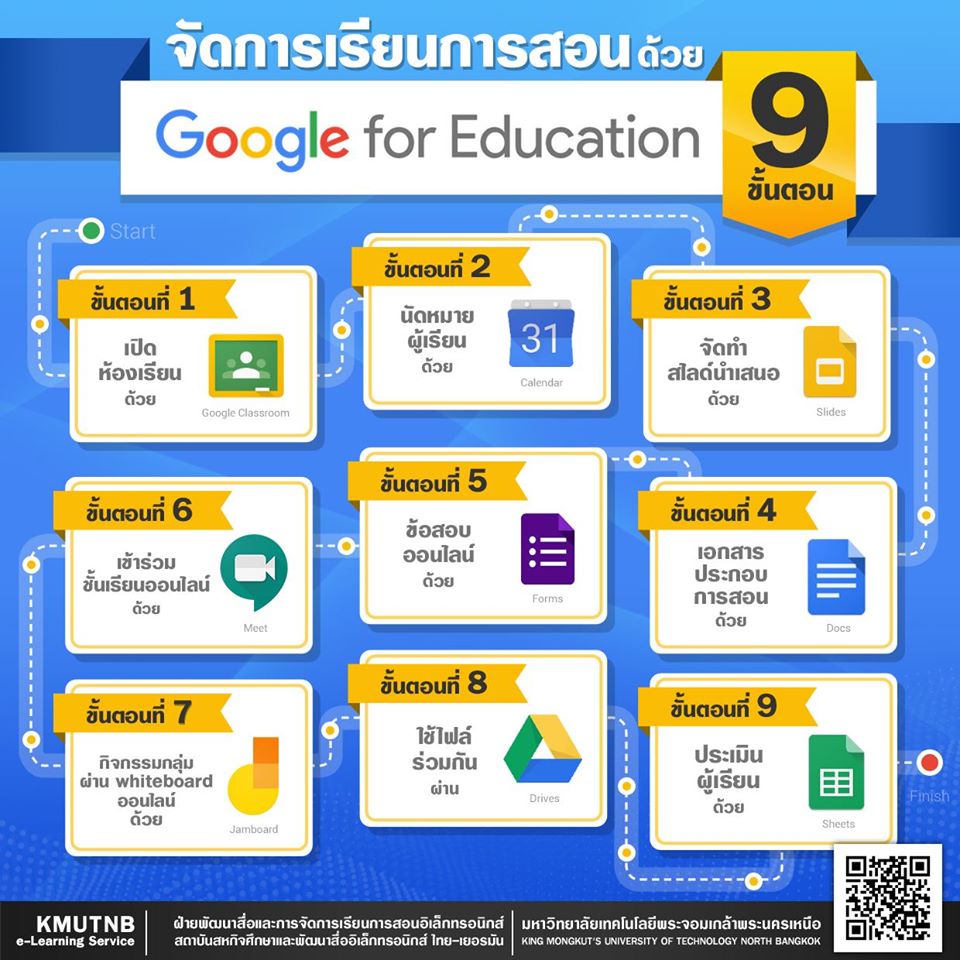 จัดการเรียนการสอนด้วย
Google for Education
9
ขั้นตอน
Start
ขั้นตอนที่ 1
เปิด
ห้องเรียน
ด้วย
Google Classroom
ขั้นตอนที่ 2
นัดหมาย
ผู้เรียน
ด้วย
31
Calendar
ขั้นตอนที่ 3
จัดทำ
สไลด์นำเสนอ
ด้วย
Slides
ขั้นตอนที่ 4
เอกสาร
ประกอบ
การสอน
ด้วย
Docs
ขั้นตอนที่ 5
ข้อสอบ
ออนไลน์
ด้วย
Forms
ขั้นตอนที่ 6
เข้าร่วม
ชั้นเรียนออนไลน์
ด้วย
Meet
ขั้นตอนที่ 7
กิจกรรมกลุ่ม
ผ่าน whiteboard
ออนไลน์
ด้วย
Jamboard
ขั้นตอนที่ 8
ใช้ไฟล์
ร่วมกัน
ผ่าน
Drives
ขั้นตอนที่ 9
ประเมิน
ผู้เรียน
ด้วย
Sheets
Finish
KMUTNB
e-Learning Service
ฝ่ายพัฒนาสื่อและการจัดการเรียนการสอนอิเล็กทรอนิกส์
สถาบันสหกิจศึกษาและพัฒนาสื่ออิเล็กทรอนิกส์ ไทย-เยอรมัน
มหาวิทยาลัยเทคโนโลยีพระจอมเกล้าพระนครเหนือ
KING MONGKUT'S UNIVERSITY OF TECHNOLOGY NORTH BANGKOK